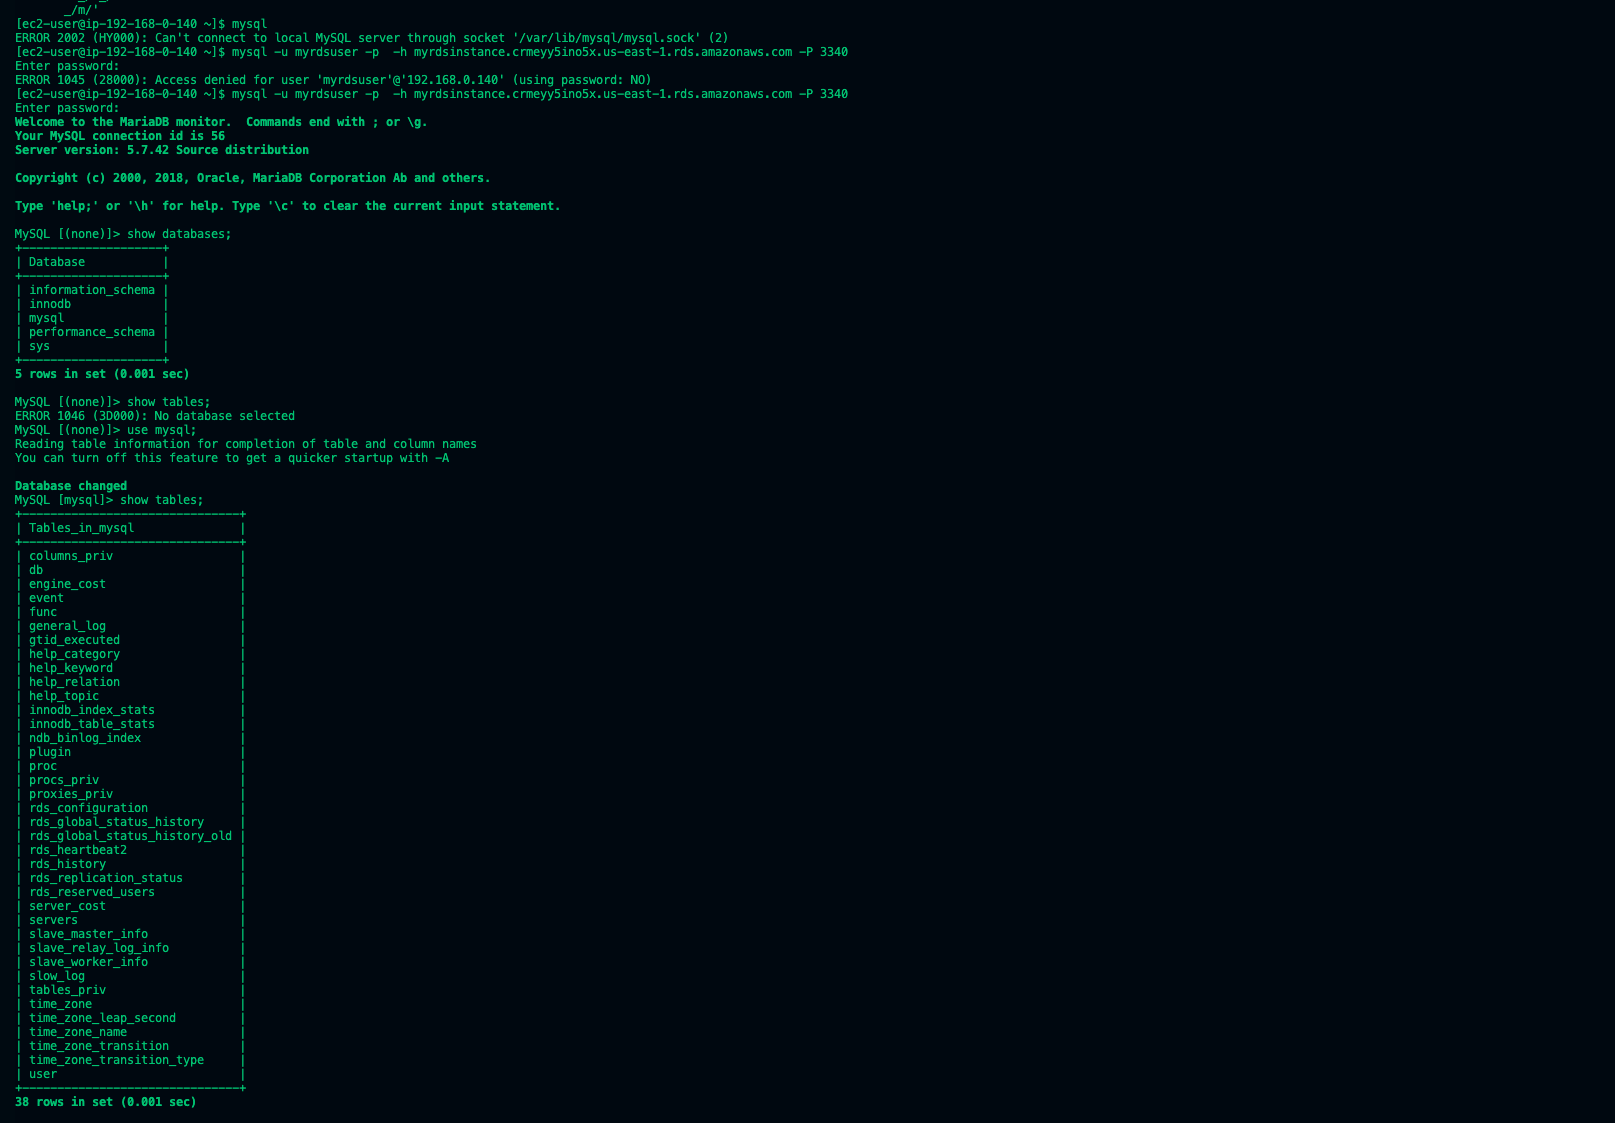 _/m/'
[ec2-user@ip-192-168-0-140 ~]$ mysql
ERROR 2002 (HY000): Can't connect to local MySQL server through socket '/var/lib/mysql/mysql.sock' (2)
[ec2-user@ip-192-168-0-140 ~]$ mysql -u myrdsuser -p  -h myrdsinstance.crmeyy5ino5x.us-east-1.rds.amazonaws.com -P 3340
Enter password:
ERROR 1045 (28000): Access denied for user 'myrdsuser'@'192.168.0.140' (using password: NO)
[ec2-user@ip-192-168-0-140 ~]$ mysql -u myrdsuser -p  -h myrdsinstance.crmeyy5ino5x.us-east-1.rds.amazonaws.com -P 3340
Enter password:
Welcome to the MariaDB monitor.  Commands end with ; or \g.
Your MySQL connection id is 56
Server version: 5.7.42 Source distribution

Copyright (c) 2000, 2018, Oracle, MariaDB Corporation Ab and others.

Type 'help;' or '\h' for help. Type '\c' to clear the current input statement.

MySQL [(none)]> show databases;
+--------------------+
| Database           |
+--------------------+
| information_schema |
| innodb             |
| mysql              |
| performance_schema |
| sys                |
+--------------------+
5 rows in set (0.001 sec)

MySQL [(none)]> show tables;
ERROR 1046 (3D000): No database selected
MySQL [(none)]> use mysql;
Reading table information for completion of table and column names
You can turn off this feature to get a quicker startup with -A

Database changed
MySQL [mysql]> show tables;
+-------------------------------+
| Tables_in_mysql               |
+-------------------------------+
| columns_priv                  |
| db                            |
| engine_cost                   |
| event                         |
| func                          |
| general_log                   |
| gtid_executed                 |
| help_category                 |
| help_keyword                  |
| help_relation                 |
| help_topic                    |
| innodb_index_stats            |
| innodb_table_stats            |
| ndb_binlog_index              |
| plugin                        |
| proc                          |
| procs_priv                    |
| proxies_priv                  |
| rds_configuration             |
| rds_global_status_history     |
| rds_global_status_history_old |
| rds_heartbeat2                |
| rds_history                   |
| rds_replication_status        |
| rds_reserved_users            |
| server_cost                   |
| servers                       |
| slave_master_info             |
| slave_relay_log_info          |
| slave_worker_info             |
| slow_log                      |
| tables_priv                   |
| time_zone                     |
| time_zone_leap_second         |
| time_zone_name                |
| time_zone_transition          |
| time_zone_transition_type     |
| user                          |
+-------------------------------+
38 rows in set (0.001 sec)